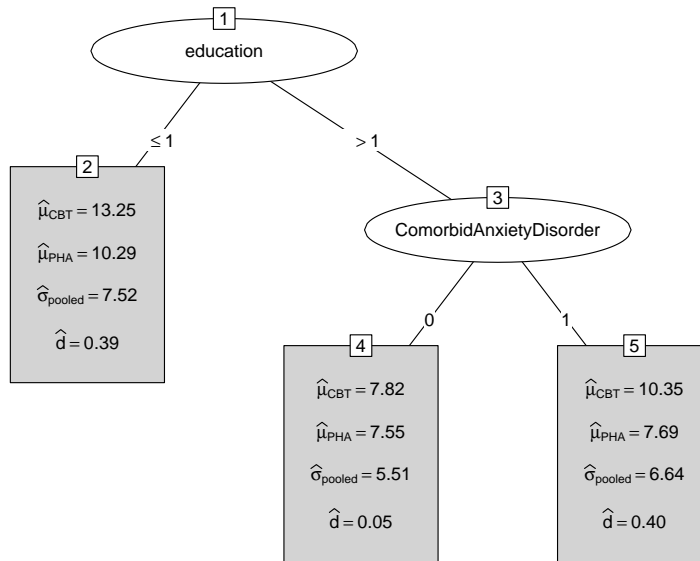 1
education
≤ 1
> 1
2
μ̂CBT = 13.25
μ̂PHA = 10.29
σ̂pooled = 7.52
d̂ = 0.39
3
ComorbidAnxietyDisorder
0
1
4
μ̂CBT = 7.82
μ̂PHA = 7.55
σ̂pooled = 5.51
d̂ = 0.05
5
μ̂CBT = 10.35
μ̂PHA = 7.69
σ̂pooled = 6.64
d̂ = 0.40